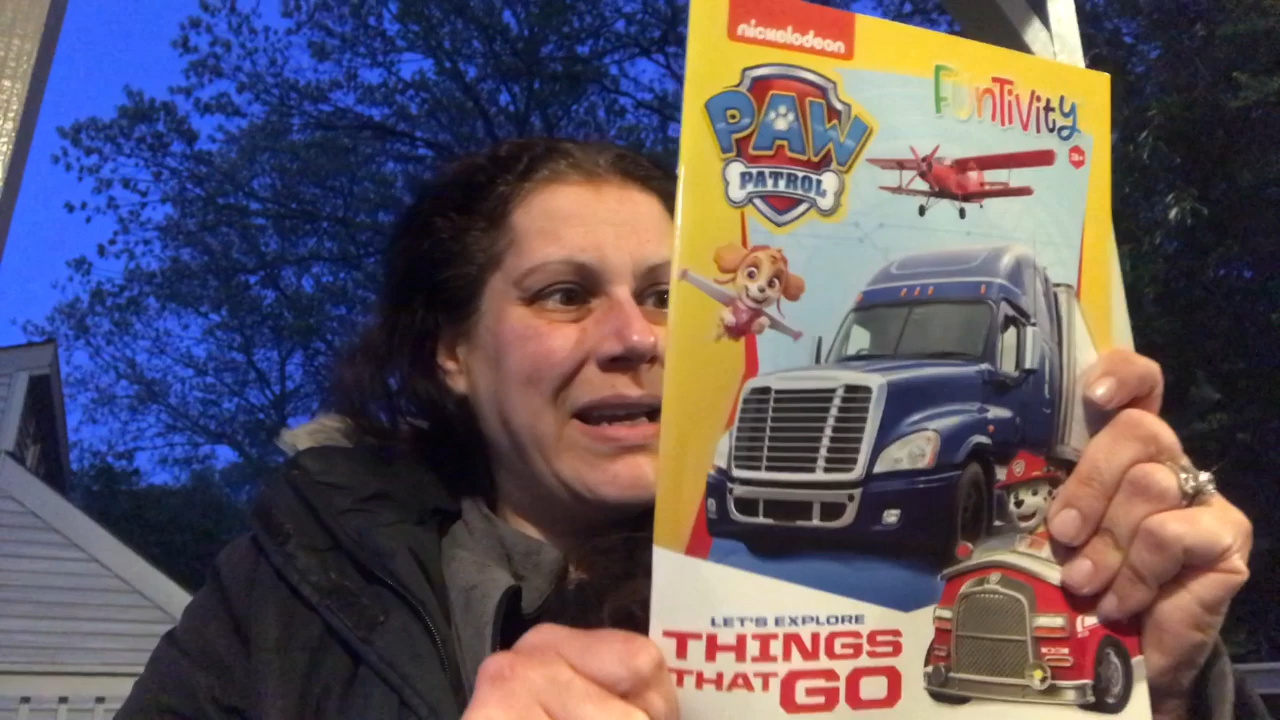 nickelodeon
PAW
PATROL
FUnTiVity
LET'S EXPLORE
THINGS
THAT GO